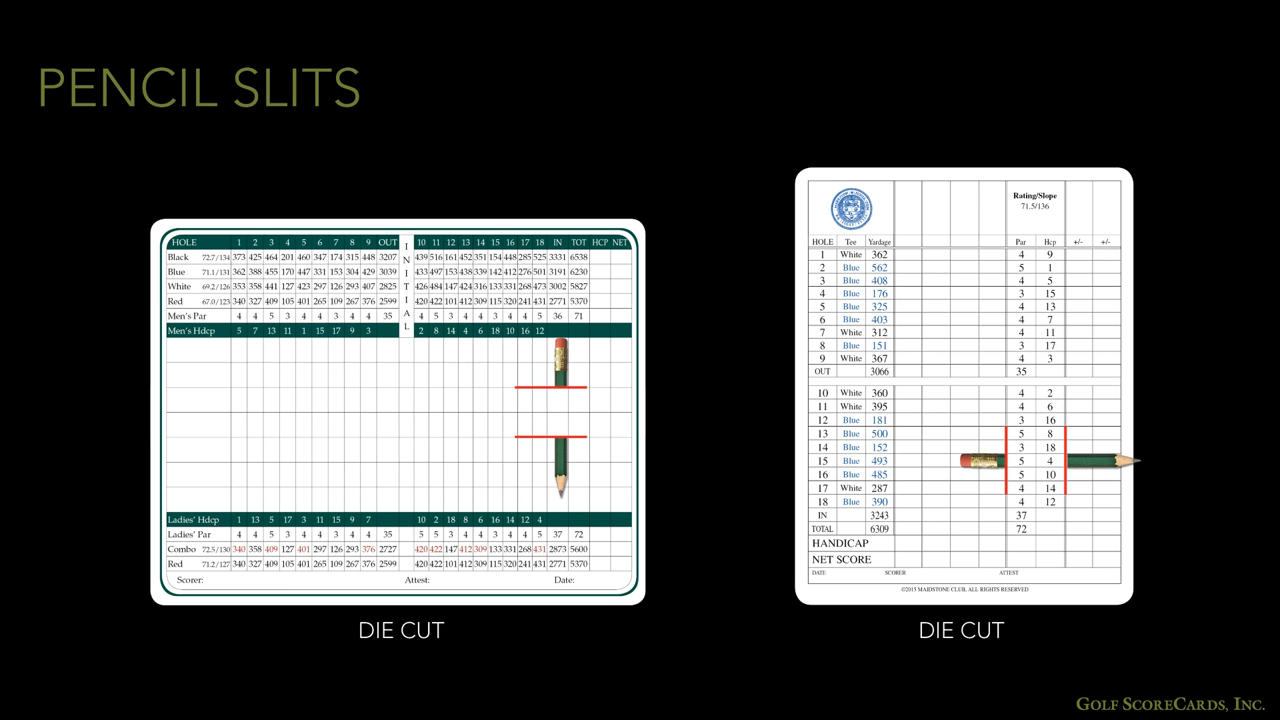 PENCIL SLITS
HOLE 1 2 3 4 5 6 7 8 9 OUT INITIAL 10 11 12 13 14 15 16 17 18 IN TOT HCP NET
Black 72.7/134 373 425 464 201 460 347 174 315 448 3207 439 516 161 452 351 154 448 285 525 3331 6538
Blue 71.1/131 362 388 455 170 447 331 153 304 429 3039 433 497 153 438 339 142 412 276 501 3191 6230
White 69.2/126 353 358 441 127 423 297 126 293 407 2825 426 484 147 424 316 133 331 268 473 3002 5827
Red 67.0/123 340 327 409 105 401 265 109 267 376 2599 420 422 101 412 309 115 320 241 431 2771 5370
Men's Par 4 4 5 3 4 4 3 4 4 35 4 5 3 4 4 3 4 4 5 36 71
Men's Hdcp 5 7 13 11 1 15 17 9 3 2 8 14 4 6 18 10 16 12
Ladies' Hdcp 1 13 5 17 3 11 15 9 7 10 2 18 8 6 16 14 12 4
Ladies' Par 4 4 5 3 4 4 3 4 4 35 5 5 3 4 4 3 4 4 5 37 72
Combo 72.5/130 340 358 409 127 401 297 126 293 376 2727 420 422 147 412 309 133 331 268 431 2873 5600
Red 71.2/127 340 327 409 105 401 265 109 267 376 2599 420 422 101 412 309 115 320 241 431 2771 5370
Scorer: Attest: Date:
DIE CUT
Rating/Slope
71.5/136
HOLE Tee Yardage Par Hcp +/- +/-
1 White 362 4 9
2 Blue 562 5 1
3 Blue 408 4 5
4 Blue 176 3 15
5 Blue 325 4 13
6 Blue 403 4 7
7 White 312 4 11
8 Blue 151 3 17
9 White 367 4 3
OUT 3066 35
10 White 360 4 2
11 White 395 4 6
12 Blue 181 3 16
13 Blue 500 5 8
14 Blue 152 3 18
15 Blue 493 5 4
16 Blue 485 5 10
17 White 287 4 14
18 Blue 390 4 12
IN 3243 37
TOTAL 6309 72
HANDICAP
NET SCORE
DATE SCORER ATTEST
©2015 MAIDSTONE CLUB, ALL RIGHTS RESERVED
DIE CUT
GOLF SCORECARDS, INC.